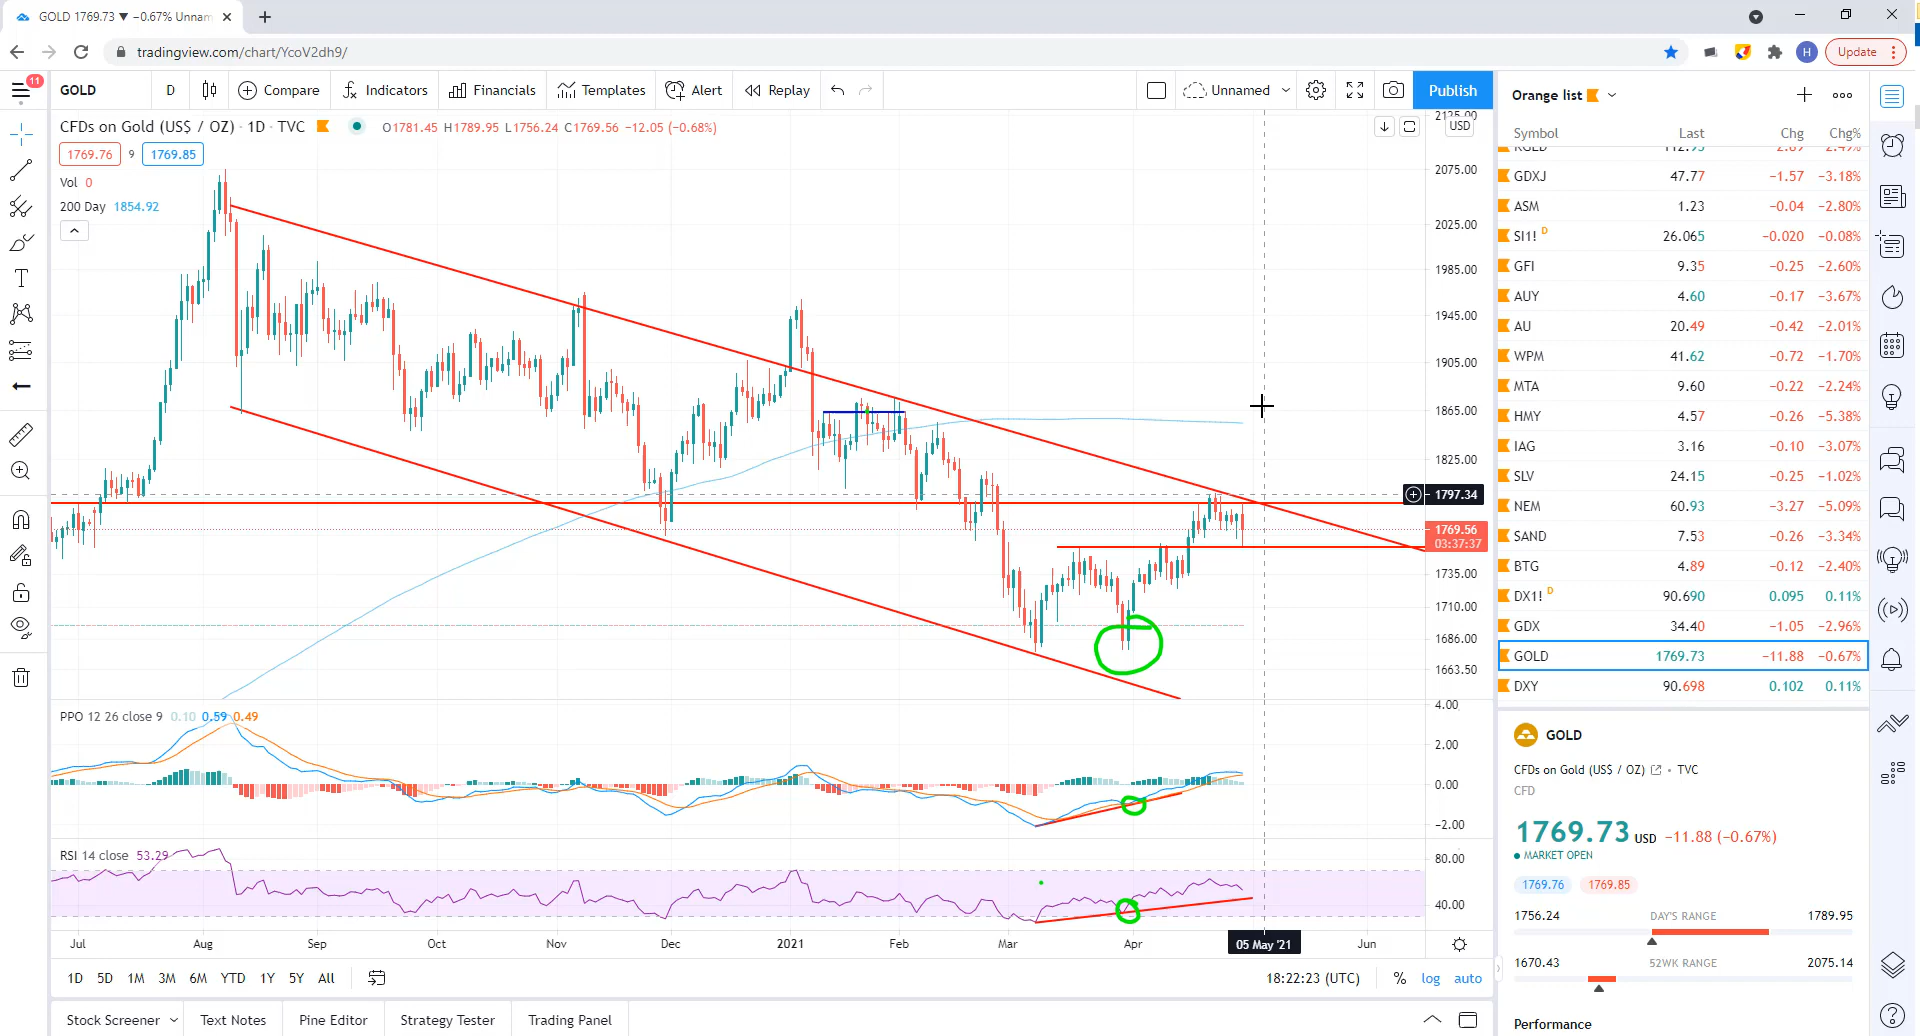 GOLD 1769.73 ▼ −0.67% Unnam
tradingview.com/chart/YcoV2dh9/
H
Update
11
GOLD D Compare Indicators Financials Templates Alert Replay Unnamed Publish
CFDs on Gold (US$ / OZ) · 1D · TVC O1781.45 H1789.95 L1756.24 C1769.56 −12.05 (−0.68%)
1769.76 9 1769.85
Vol 0
200 Day 1854.92
USD
2125.00
2075.00
2025.00
1985.00
1945.00
1905.00
1865.00
1825.00
1797.34
1769.56
03:37:37
1735.00
1710.00
1686.00
1663.50
PPO 12 26 close 9 0.10 0.59 0.49
4.00
2.00
0.00
−2.00
RSI 14 close 53.29
80.00
40.00
Jul Aug Sep Oct Nov Dec 2021 Feb Mar Apr 05 May '21 Jun
1D 5D 1M 3M 6M YTD 1Y 5Y All 18:22:23 (UTC) % log auto
Stock Screener Text Notes Pine Editor Strategy Tester Trading Panel
Orange list
Symbol Last Chg Chg%
GDXJ 47.77 −1.57 −3.18%
ASM 1.23 −0.04 −2.80%
SI1! D 26.065 −0.020 −0.08%
GFI 9.35 −0.25 −2.60%
AUY 4.60 −0.17 −3.67%
AU 20.49 −0.42 −2.01%
WPM 41.62 −0.72 −1.70%
MTA 9.60 −0.22 −2.24%
HMY 4.57 −0.26 −5.38%
IAG 3.16 −0.10 −3.07%
SLV 24.15 −0.25 −1.02%
NEM 60.93 −3.27 −5.09%
SAND 7.53 −0.26 −3.34%
BTG 4.89 −0.12 −2.40%
DX1! D 90.690 0.095 0.11%
GDX 34.40 −1.05 −2.96%
GOLD 1769.73 −11.88 −0.67%
DXY 90.698 0.102 0.11%
GOLD
CFDs on Gold (US$ / OZ) • TVC
CFD
1769.73 USD −11.88 (−0.67%)
MARKET OPEN
1769.76 1769.85
1756.24 DAY'S RANGE 1789.95
1670.43 52WK RANGE 2075.14
Performance